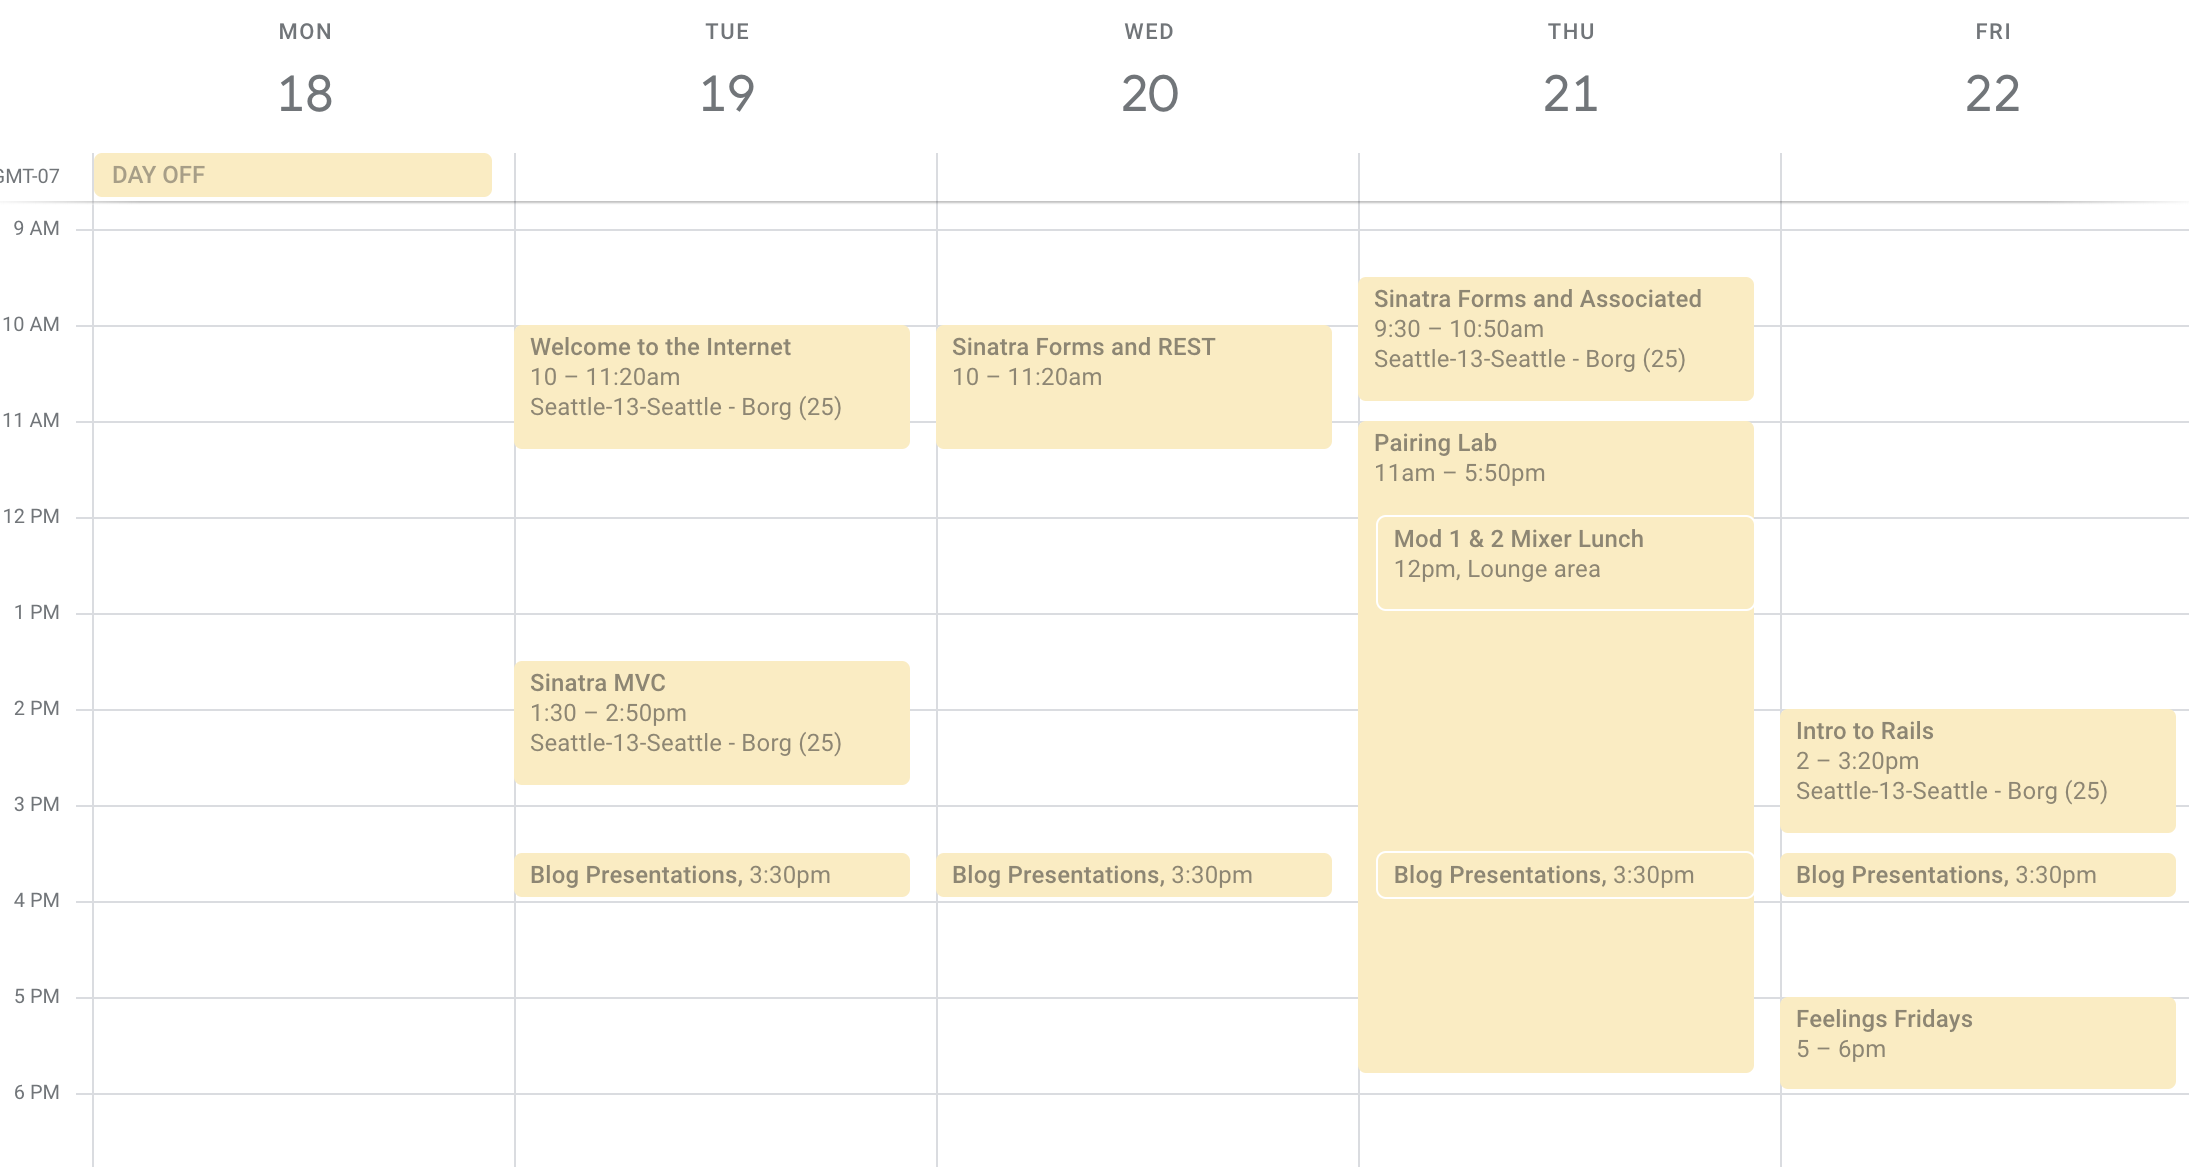 MON
TUE
WED
THU
FRI
18
19
20
21
22
GMT-07
DAY OFF
9 AM
10 AM
11 AM
12 PM
1 PM
2 PM
3 PM
4 PM
5 PM
6 PM
Welcome to the Internet
10 – 11:20am
Seattle-13-Seattle - Borg (25)
Sinatra MVC
1:30 – 2:50pm
Seattle-13-Seattle - Borg (25)
Blog Presentations, 3:30pm
Sinatra Forms and REST
10 – 11:20am
Blog Presentations, 3:30pm
Sinatra Forms and Associated
9:30 – 10:50am
Seattle-13-Seattle - Borg (25)
Pairing Lab
11am – 5:50pm
Mod 1 & 2 Mixer Lunch
12pm, Lounge area
Blog Presentations, 3:30pm
Intro to Rails
2 – 3:20pm
Seattle-13-Seattle - Borg (25)
Blog Presentations, 3:30pm
Feelings Fridays
5 – 6pm